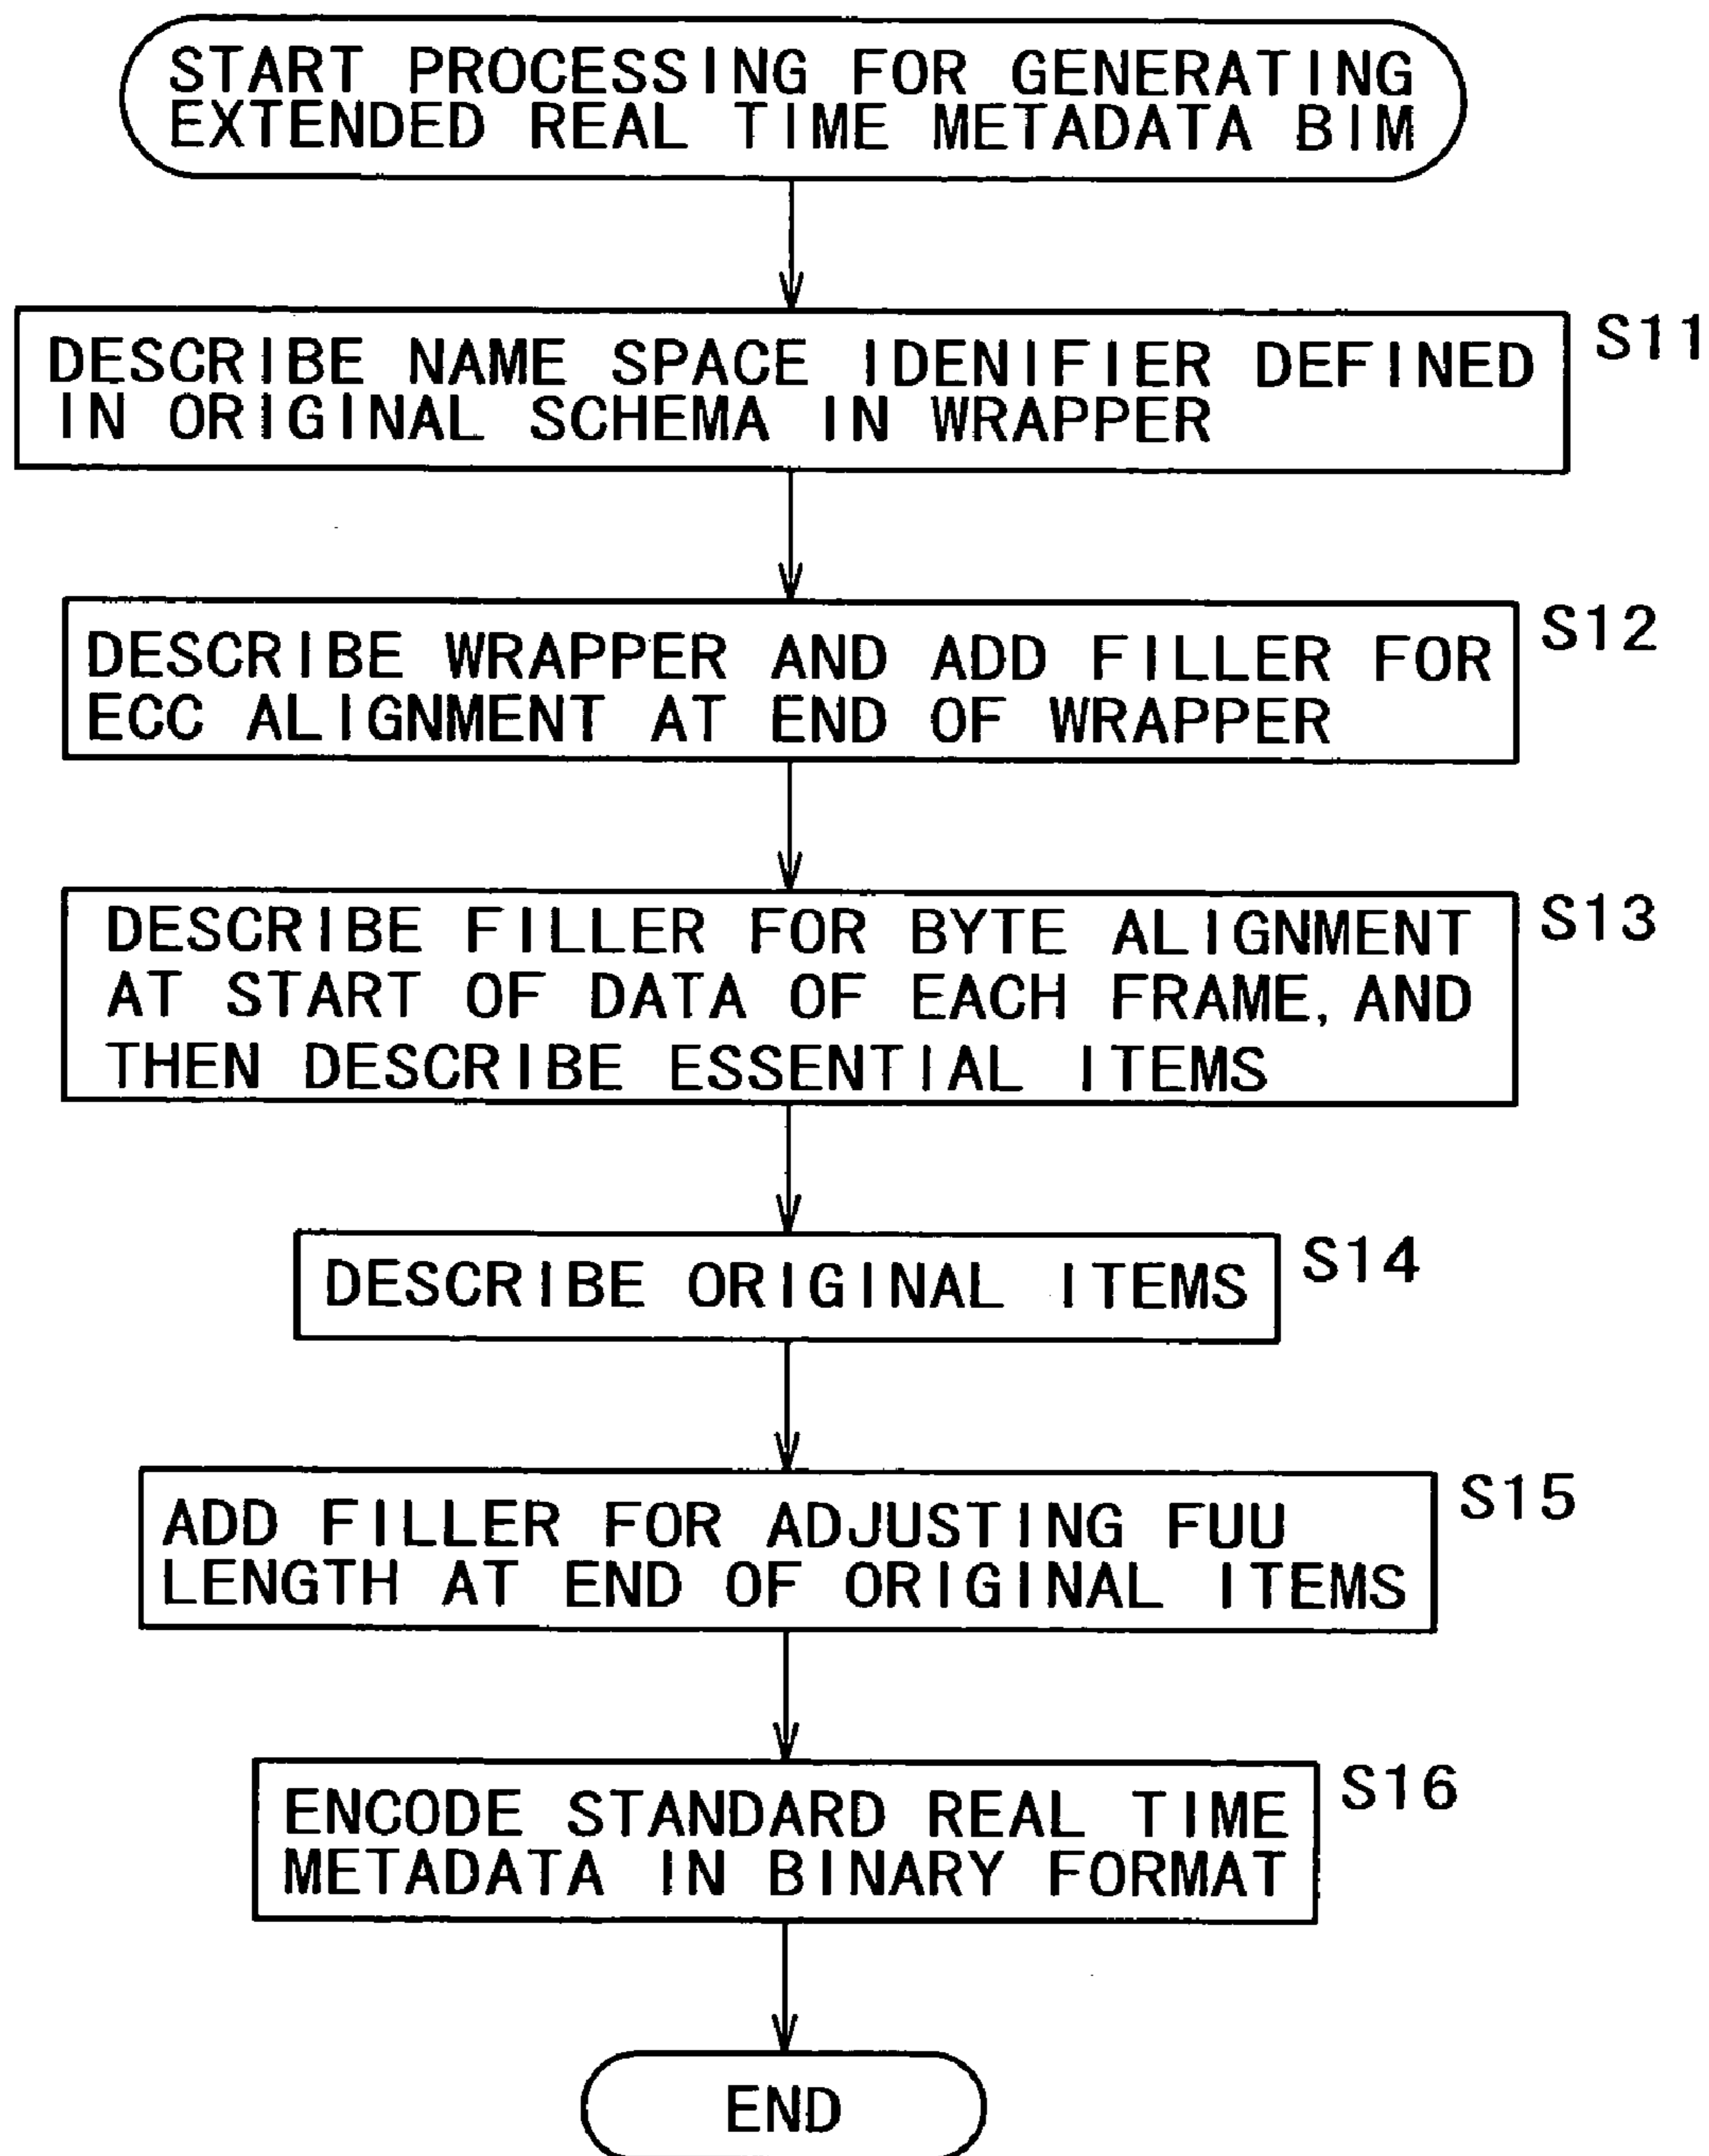 START PROCESSING FOR GENERATING
EXTENDED REAL TIME METADATA BIM
DESCRIBE NAME SPACE IDENIFIER DEFINED
IN ORIGINAL SCHEMA IN WRAPPER
S11
DESCRIBE WRAPPER AND ADD FILLER FOR
ECC ALIGNMENT AT END OF WRAPPER
S12
DESCRIBE FILLER FOR BYTE ALIGNMENT
AT START OF DATA OF EACH FRAME, AND
THEN DESCRIBE ESSENTIAL ITEMS
S13
DESCRIBE ORIGINAL ITEMS
S14
ADD FILLER FOR ADJUSTING FUU
LENGTH AT END OF ORIGINAL ITEMS
S15
ENCODE STANDARD REAL TIME
METADATA IN BINARY FORMAT
S16
END